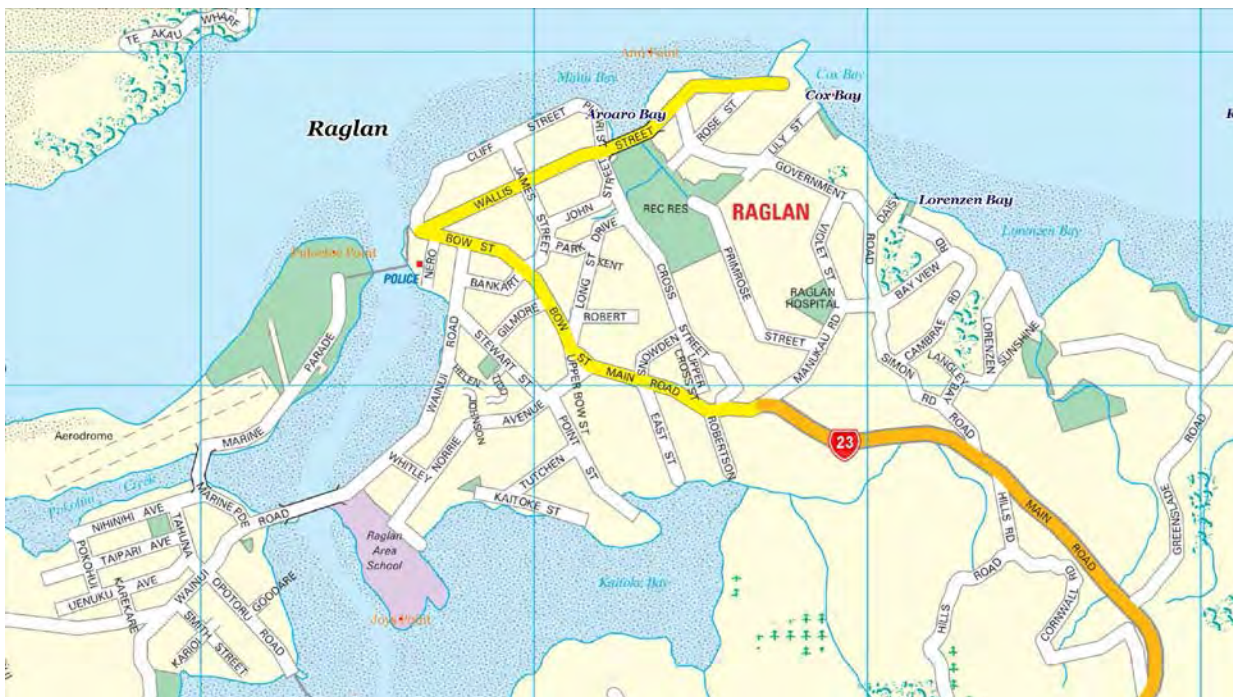 TE AKAU
WHARF
Ann Point
Manu Bay
Cox Bay
Cox Bay
Raglan
CLIFF STREET
Aroaro Bay
STREET
WALLIS STREET
ROSE ST
LILY ST
GOVERNMENT
ROAD
JAMES STREET
JOHN
REC RES
RAGLAN
DAISY
RD
Lorenzen Bay
Lorenzen Bay
BOW ST
PARK
DRIVE
KENT
VIOLET ST
PRIMROSE
STREET
NERO
POLICE
BANKART
LONG ST
CROSS
STREET
RAGLAN
HOSPITAL
BAY VIEW
CAMBRAE RD
LORENZEN
SUNSHINE
GILMORE
BOW ST
ROBERT
PARADE
ROAD
STEWART ST
SNOWDEN
UPPER
CROSS ST
MANUKAU RD
SIMON
RD
LANGLEY
BAY
ROAD
HELEN
MAIN ROAD
UPPER BOW ST
WAINUI
JOHNSON
AVENUE
NORRIE
POINT
ST
EAST ST
ROBERTSON
23
Aerodrome
MARINE
WHITLEY
TUTCHEN
KAITOKE ST
ROAD
GREENSLADE
Creek
MARINE PDE
ROAD
NIHINIHI AVE
TAHUNA
TAIPARI AVE
POKOHUI
UENUKU AVE
KAREKARE
WAINUI
OPOTORU
ROAD
GOODARE
SMITH
STREET
KARIOI
Raglan
Area
School
Joys Point
HILLS RD
MAIN
ROAD
HILLS
ROAD
CORNWALL
RD